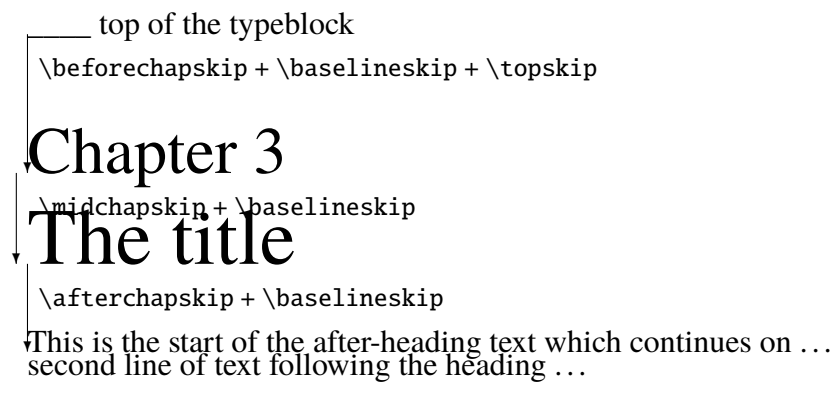 top of the typeblock
\beforechapskip + \baselineskip + \topskip
Chapter 3
\midchapskip + \baselineskip
The title
\afterchapskip + \baselineskip
This is the start of the after-heading text which continues on …
second line of text following the heading …